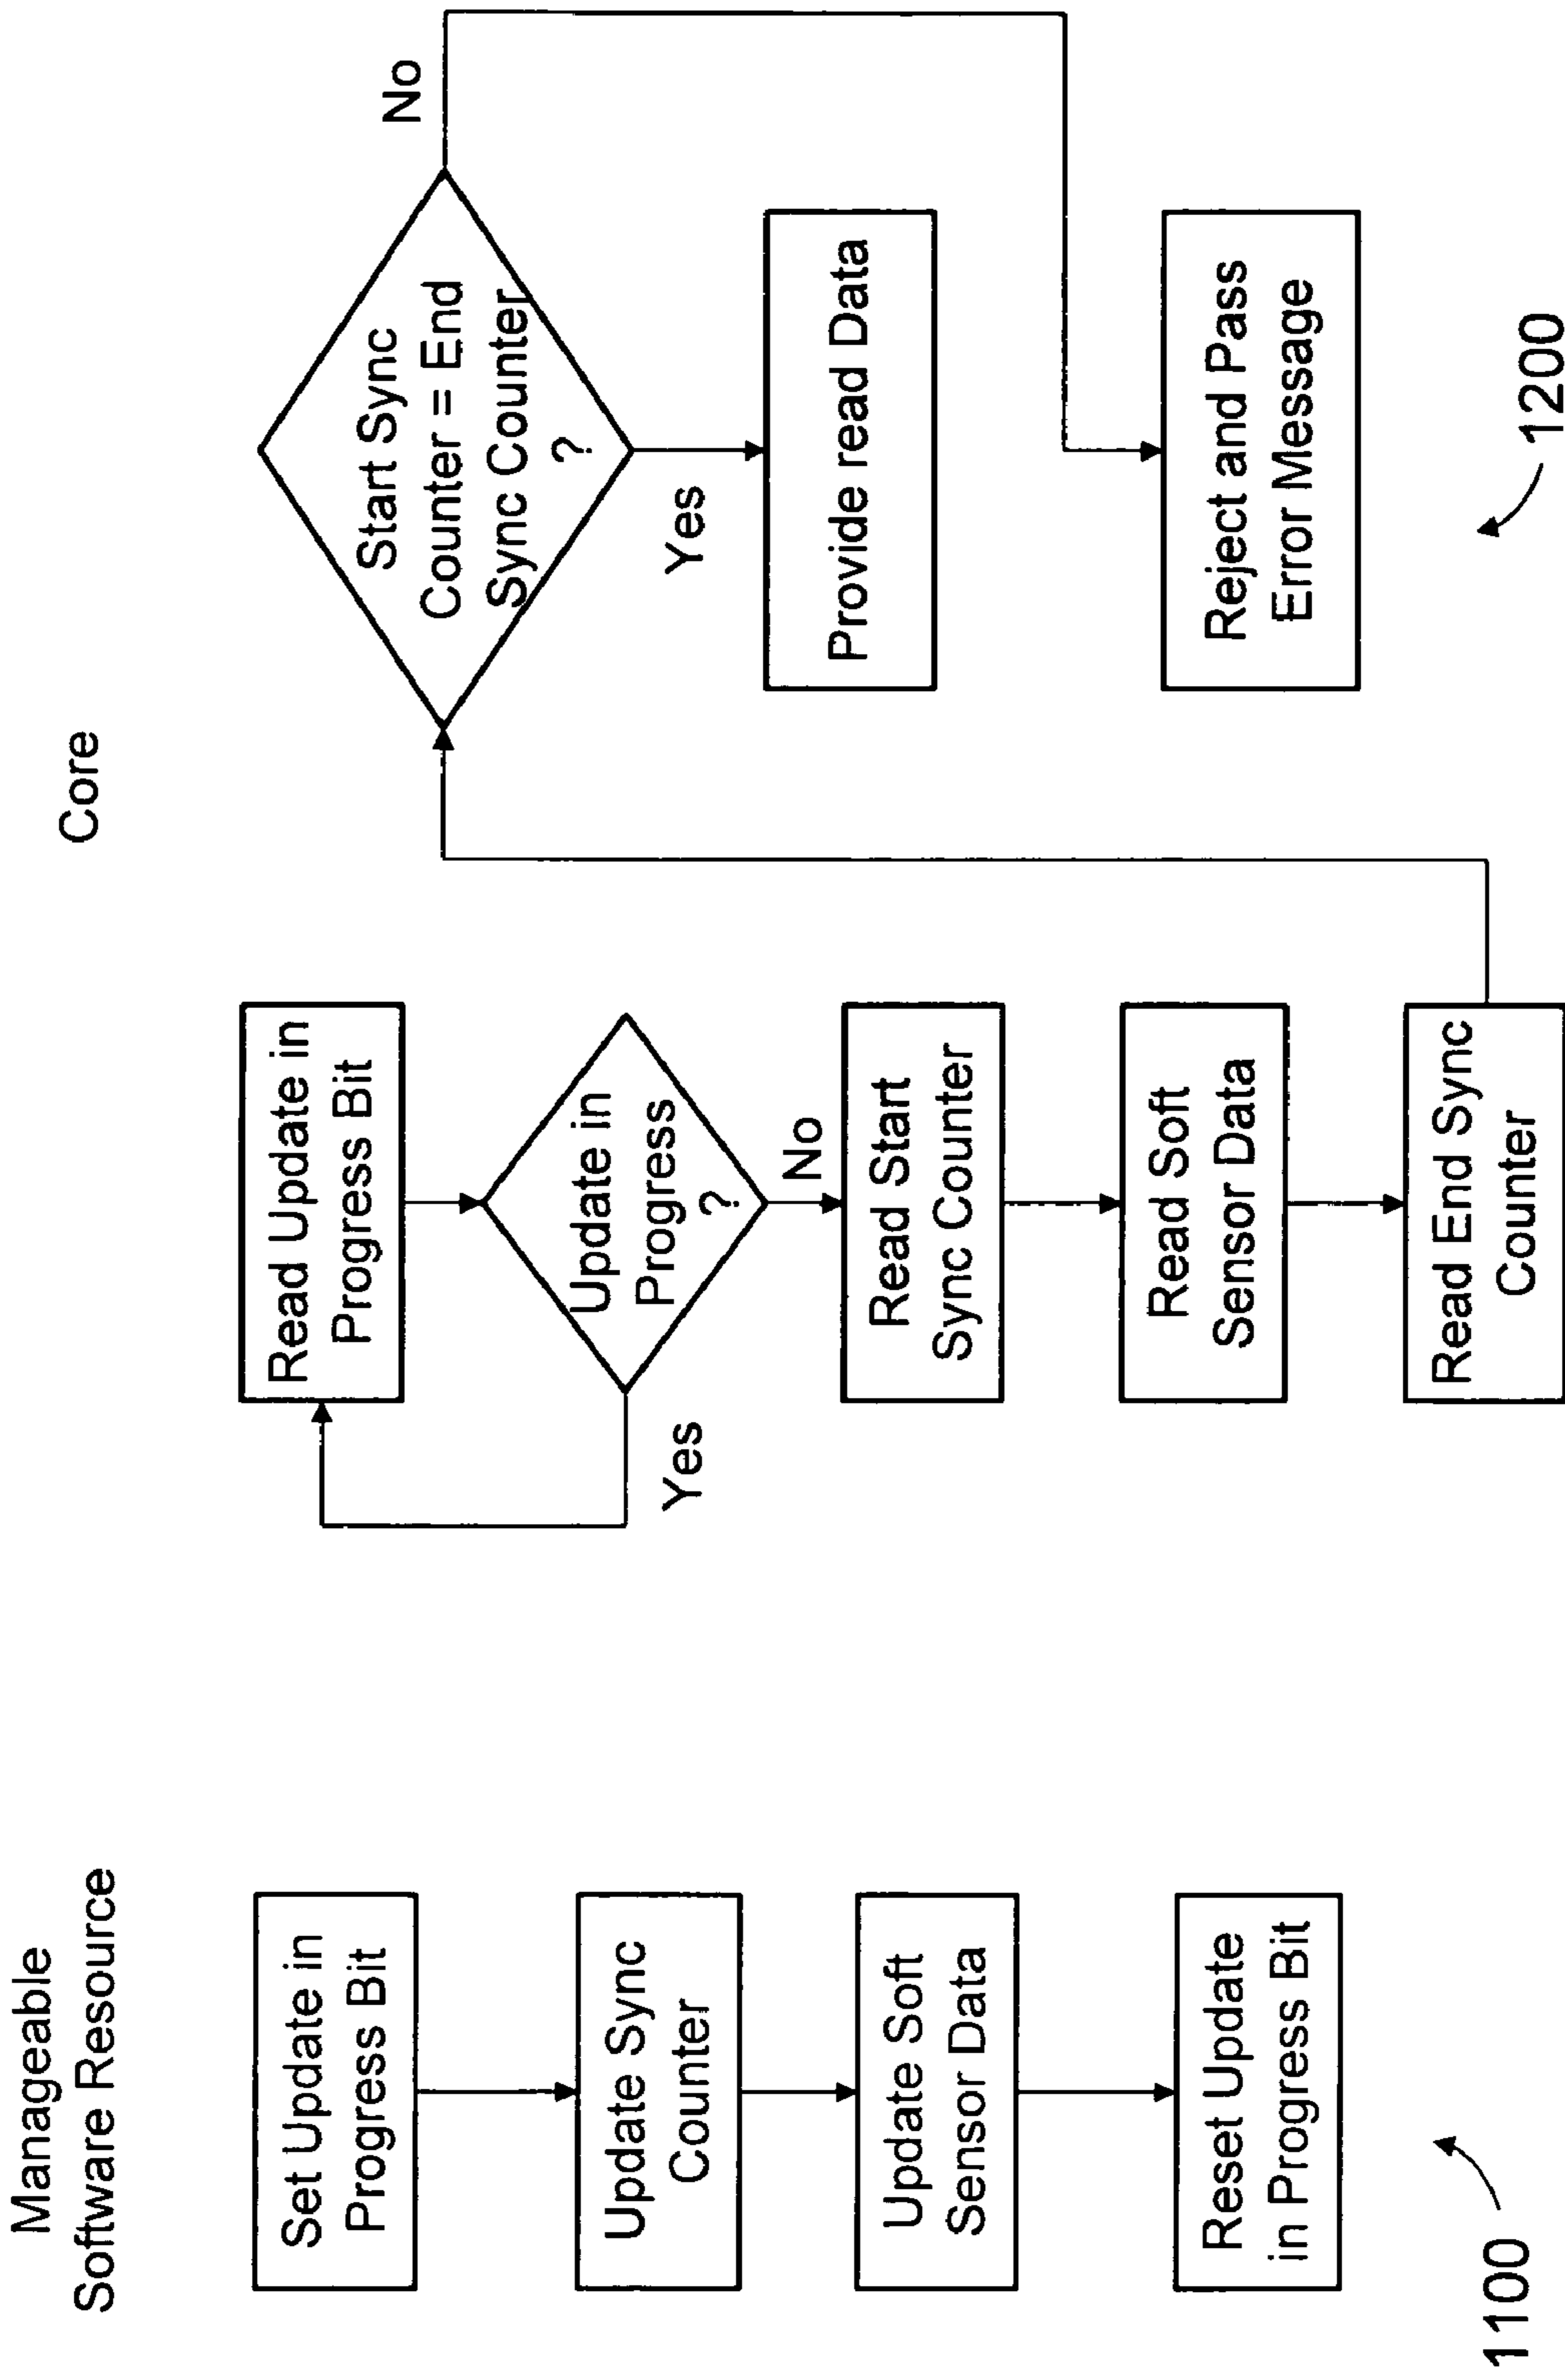 Manageable
Software Resource
Set Update in
Progress Bit
Update Sync
Counter
Update Soft
Sensor Data
Reset Update
in Progress Bit
1100
Core
Read Update in
Progress Bit
Update in
Progress
?
Yes
No
Read Start
Sync Counter
Read Soft
Sensor Data
Read End Sync
Counter
Start Sync
Counter = End
Sync Counter
?
No
Yes
Provide read Data
Reject and Pass
Error Message
1200